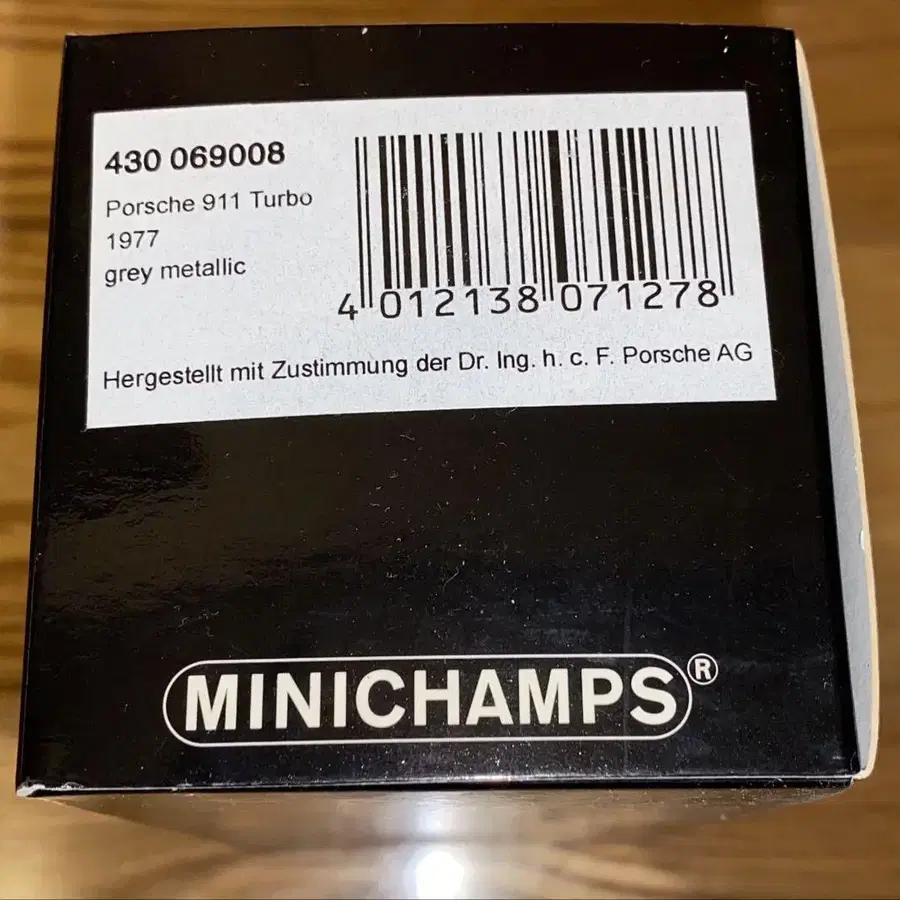 430 069008
Porsche 911 Turbo
1977
grey metallic
4 012138 071278
Hergestellt mit Zustimmung der Dr. Ing. h. c. F. Porsche AG
MINICHAMPS®